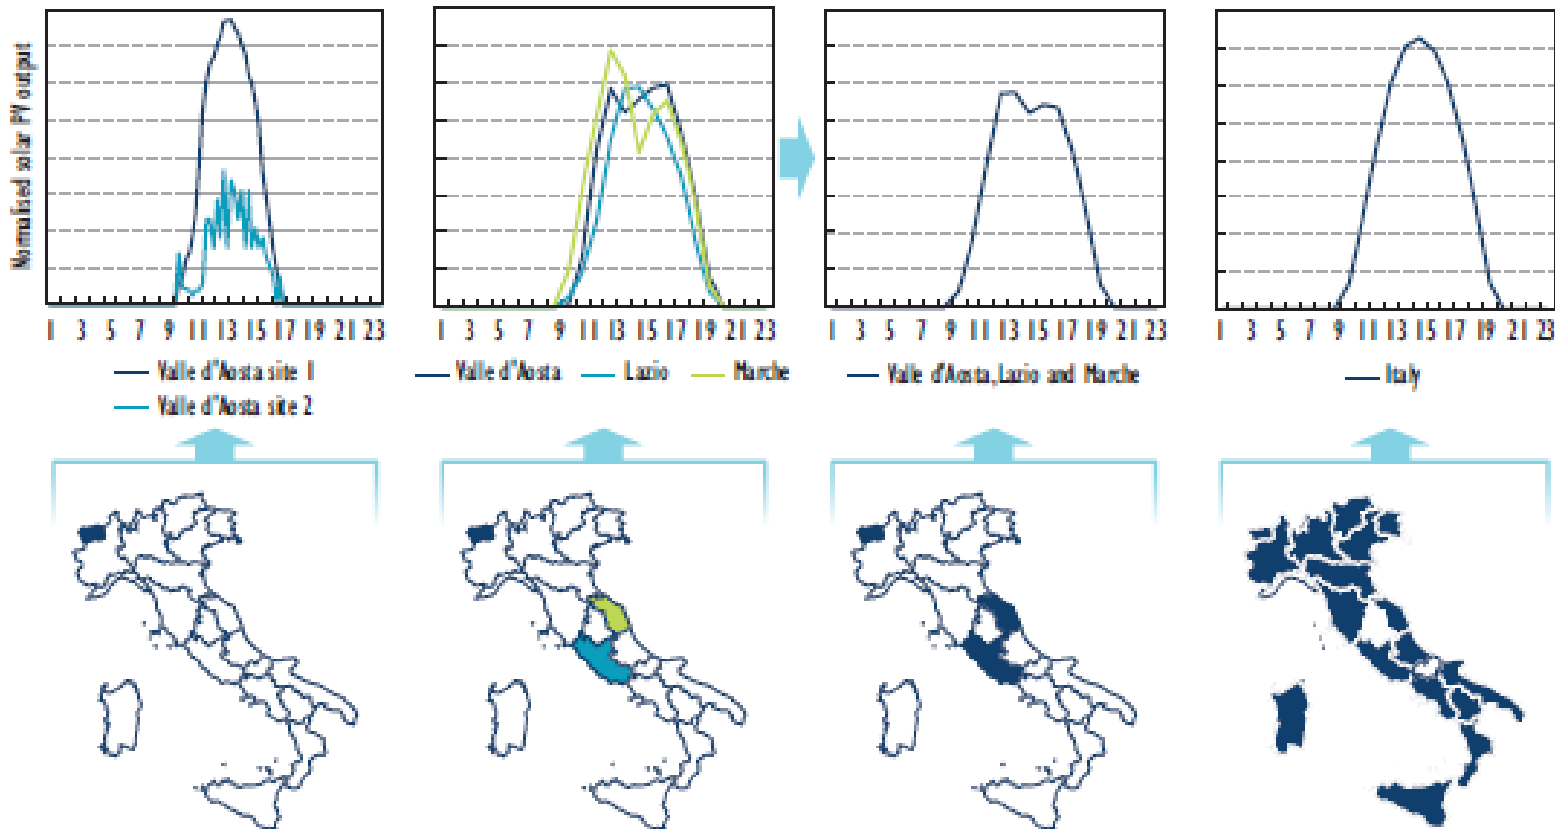 Normalised solar PV output
1 3 5 7 9 11 13 15 17 19 21 23
1 3 5 7 9 11 13 15 17 19 21 23
1 3 5 7 9 11 13 15 17 19 21 23
1 3 5 7 9 11 13 15 17 19 21 23
Valle d'Aosta site 1
Valle d'Aosta site 2
Valle d'Aosta Lazio Marche
Valle d'Aosta, Lazio and Marche
Italy